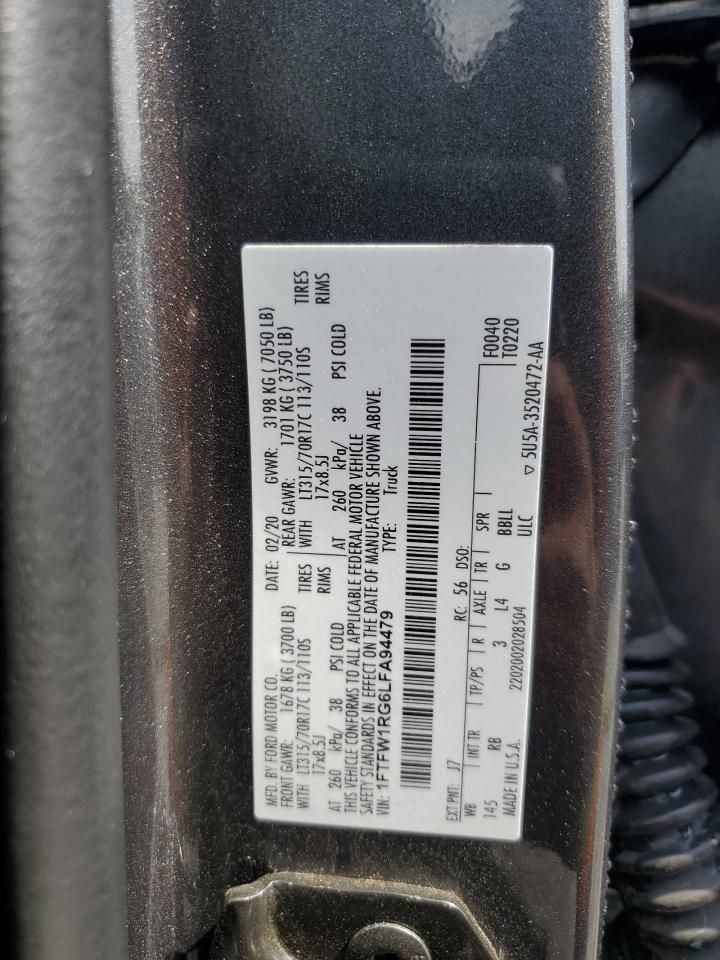 MFD. BY FORD MOTOR CO.
DATE: 02/20 GVWR: 3198 KG ( 7050 LB)
FRONT GAWR: 1678 KG ( 3700 LB) REAR GAWR: 1701 KG ( 3750 LB)
WITH LT315/70R17C 113/110S TIRES WITH LT315/70R17C 113/110S TIRES
17x8.5J RIMS 17x8.5J RIMS
AT 260 kPa/ 38 PSI COLD AT 260 kPa/ 38 PSI COLD
THIS VEHICLE CONFORMS TO ALL APPLICABLE FEDERAL MOTOR VEHICLE
SAFETY STANDARDS IN EFFECT ON THE DATE OF MANUFACTURE SHOWN ABOVE.
VIN: 1FTFW1RG6LFA94479 TYPE: Truck
EXT PNT: J7 RC: 56 DSO: F0040
WB INT TR TP/PS R AXLE TR SPR T0220
145 RB 3 L4 G BBLL
MADE IN U.S.A. 2202002028504 ULC ▽ 5U5A-3520472-AA